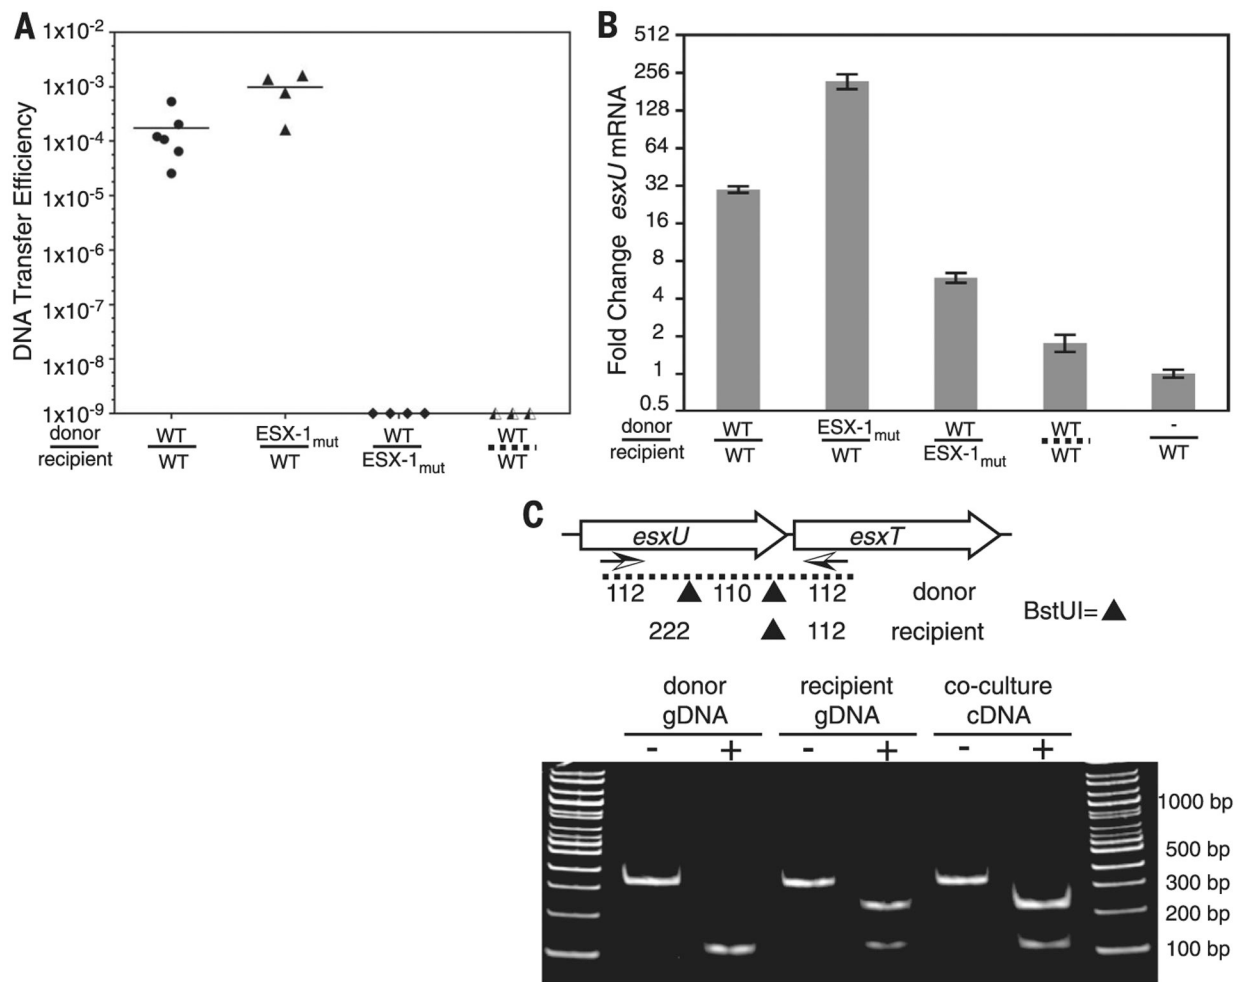 A
B
1x10-2
1x10-3
1x10-4
1x10-5
1x10-6
1x10-7
1x10-8
1x10-9
DNA Transfer Efficiency
donor
recipient
WT
WT
ESX-1mut
WT
WT
ESX-1mut
WT
WT
512
256
128
64
32
16
8
4
2
1
0.5
Fold Change esxU mRNA
donor
recipient
WT
WT
ESX-1mut
WT
WT
ESX-1mut
WT
WT
-
WT
C
esxU esxT
112 110 112 donor
222 112 recipient
BstUI=
donor gDNA
recipient gDNA
co-culture cDNA
- + - + - +
1000 bp
500 bp
300 bp
200 bp
100 bp